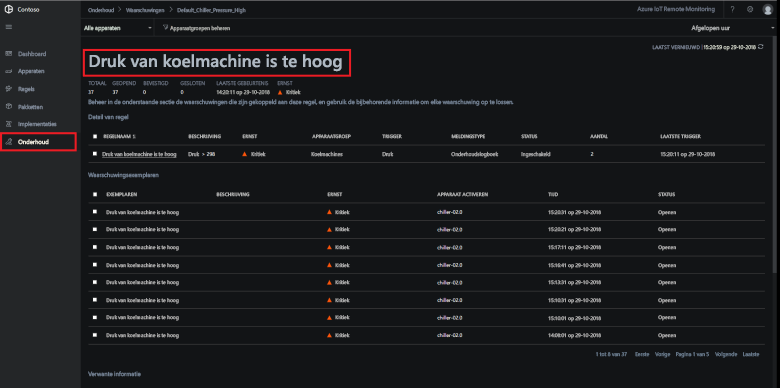 Contoso
Onderhoud > Waarschuwingen > Default_Chiller_Pressure_High
Azure IoT Remote Monitoring
?
Alle apparaten
Apparaatgroepen beheren
Afgelopen uur
LAATST VERNIEUWD | 15:20:59 op 29-10-2018
Dashboard
Apparaten
Regels
Pakketten
Implementaties
Onderhoud
Druk van koelmachine is te hoog
TOTAAL GEOPEND BEVESTIGD GESLOTEN LAATSTE GEBEURTENIS ERNST
37 37 0 0 14:20:11 op 29-10-2018 Kritiek
Beheer in de onderstaande sectie de waarschuwingen die zijn gekoppeld aan deze regel, en gebruik de bijbehorende informatie om elke waarschuwing op te lossen.
Detail van regel
REGELNAAM BESCHRIJVING ERNST APPARAATGROEP TRIGGER MELDINGSTYPE STATUS AANTAL LAATSTE TRIGGER
Druk van koelmachine is te hoog Druk > 298 Kritiek Koelmachines Druk Onderhoudslogboek Ingeschakeld 2 15:20:11 op 29-10-2018
Waarschuwingsexemplaren
EXEMPLAREN BESCHRIJVING ERNST APPARAAT ACTIVEREN TIJD STATUS
Druk van koelmachine is te hoog Kritiek chiller-02.0 15:20:31 op 29-10-2018 Openen
Druk van koelmachine is te hoog Kritiek chiller-02.0 15:20:21 op 29-10-2018 Openen
Druk van koelmachine is te hoog Kritiek chiller-02.0 15:17:11 op 29-10-2018 Openen
Druk van koelmachine is te hoog Kritiek chiller-02.0 15:16:41 op 29-10-2018 Openen
Druk van koelmachine is te hoog Kritiek chiller-02.0 15:13:31 op 29-10-2018 Openen
Druk van koelmachine is te hoog Kritiek chiller-02.0 15:10:31 op 29-10-2018 Openen
Druk van koelmachine is te hoog Kritiek chiller-02.0 15:10:01 op 29-10-2018 Openen
Druk van koelmachine is te hoog Kritiek chiller-02.0 14:09:01 op 29-10-2018 Openen
1 tot 8 van 37 Eerste Vorige Pagina 1 van 5 Volgende Laatste
Verwante informatie